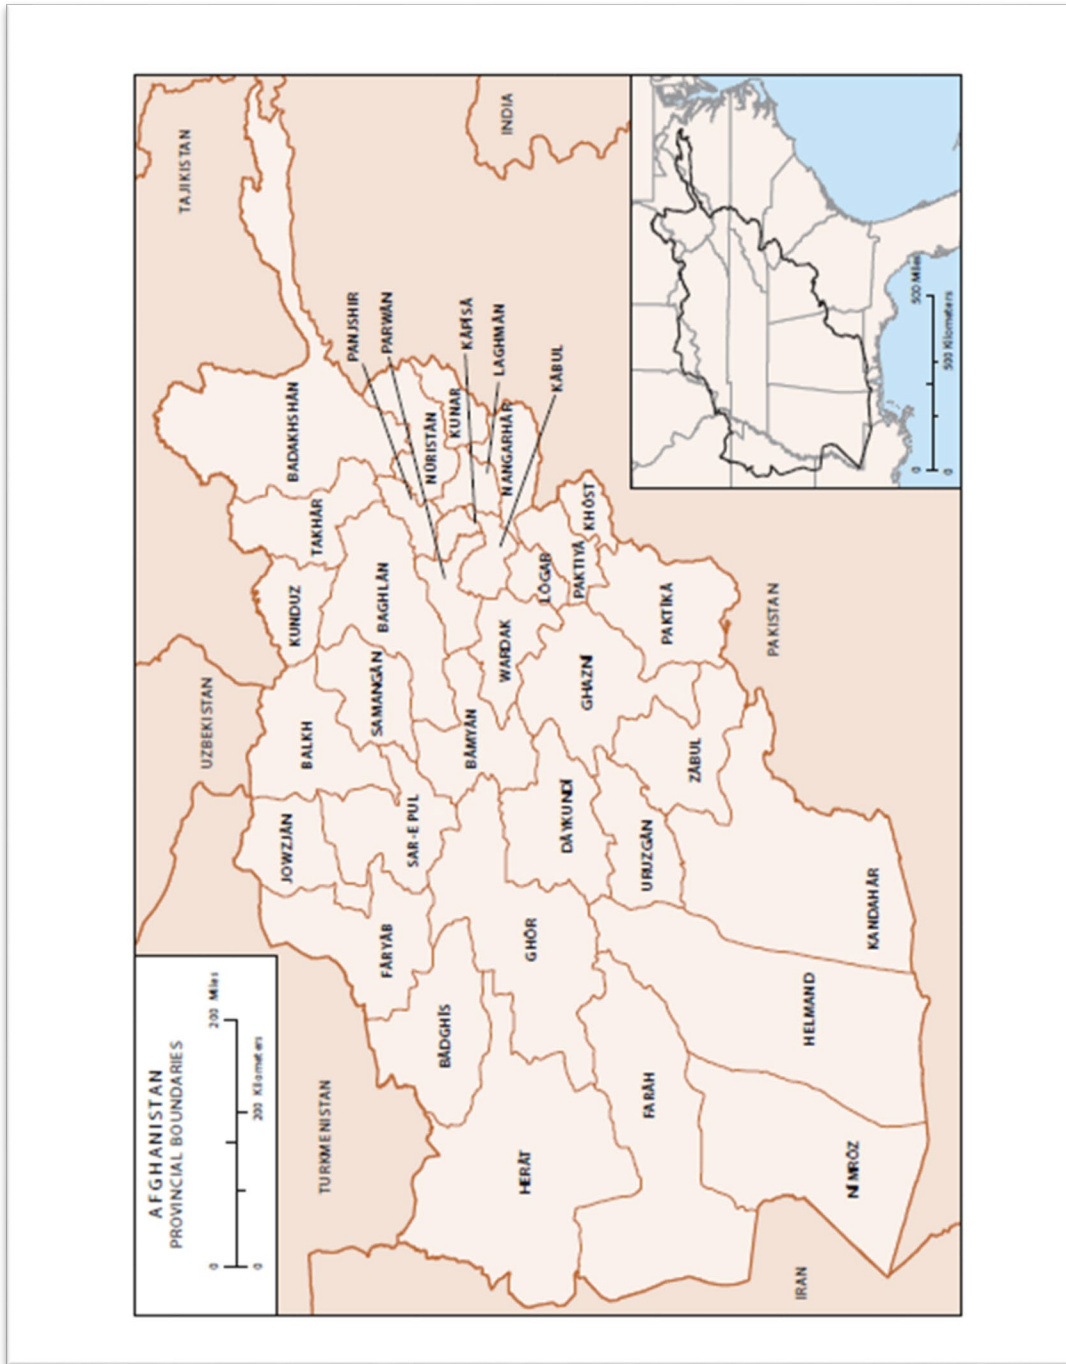 AFGHANISTAN
PROVINCIAL BOUNDARIES
0 200 Miles
0 200 Kilometers
TURKMENISTAN
UZBEKISTAN
TAJIKISTAN
INDIA
PAKISTAN
IRAN
BADAKHSHĀN
TAKHĀR
KUNDUZ
BALKH
JOWZJĀN
FĀRYĀB
SAR-E PUL
SAMANGĀN
BAGHLĀN
PANJSHIR
PARWĀN
KĀPĪSĀ
LAGHMĀN
KĀBUL
NŪRISTĀN
KUNAR
NANGARHĀR
BĀDGHĪS
BĀMYĀN
WARDAK
LŌGAR
PAKTIYĀ
KHŌST
HERĀT
GHŌR
DĀYKUNDĪ
GHAZNĪ
PAKTĪKĀ
URUZGĀN
ZĀBUL
FARĀH
NĪMRŌZ
HELMAND
KANDAHĀR
0 500 Miles
0 500 Kilometers